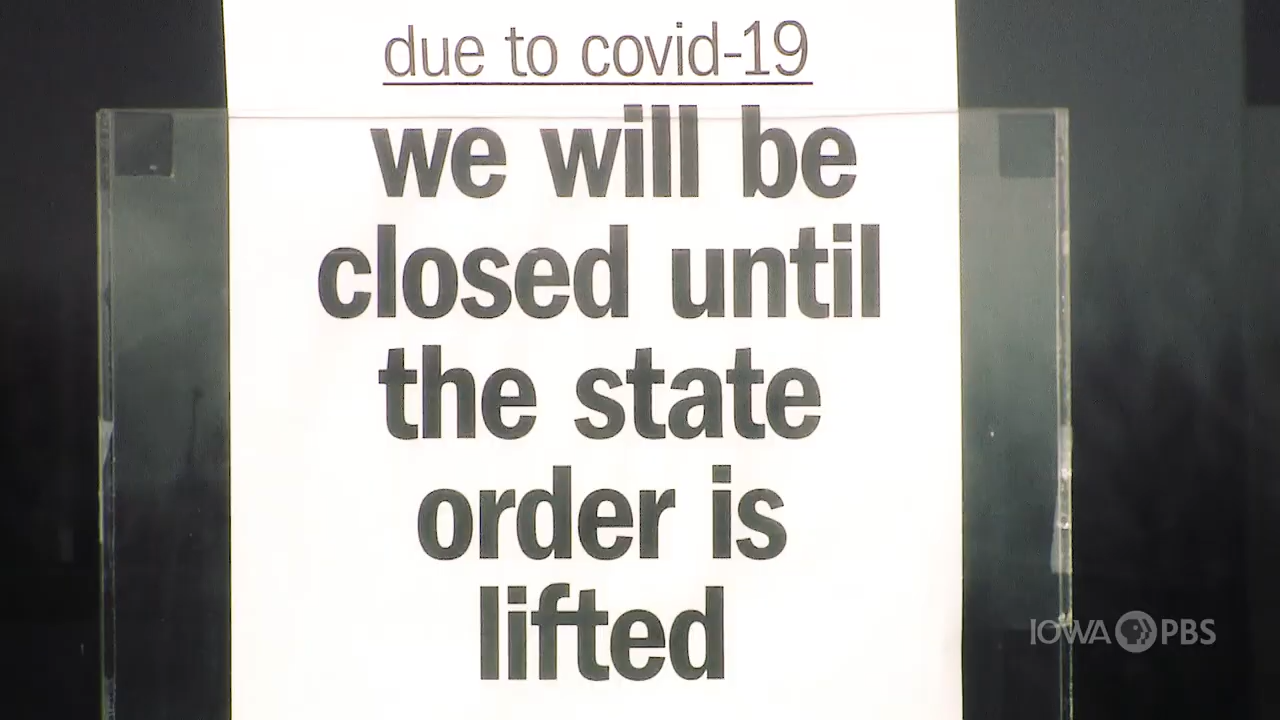 due to covid-19
we will be
closed until
the state
order is
lifted
IOWA PBS